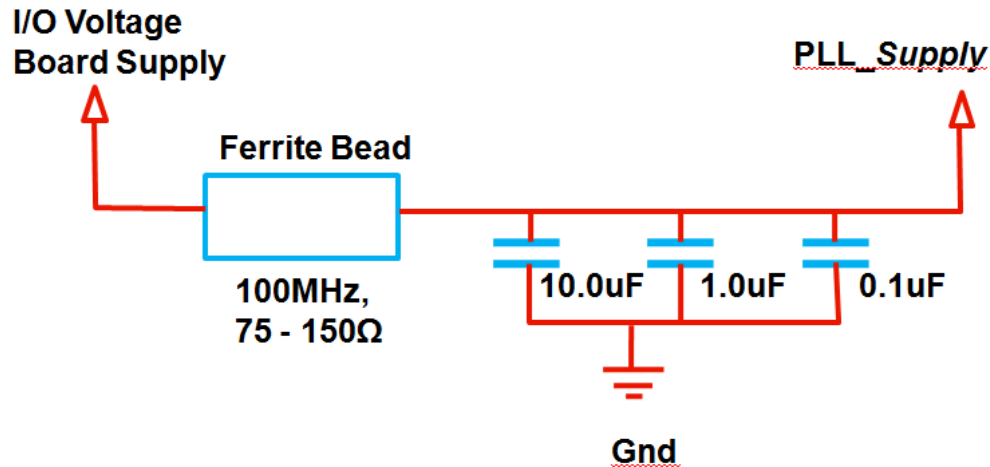 I/O Voltage
Board Supply
PLL_Supply
Ferrite Bead
100MHz,
75 - 150Ω
10.0uF
1.0uF
0.1uF
Gnd